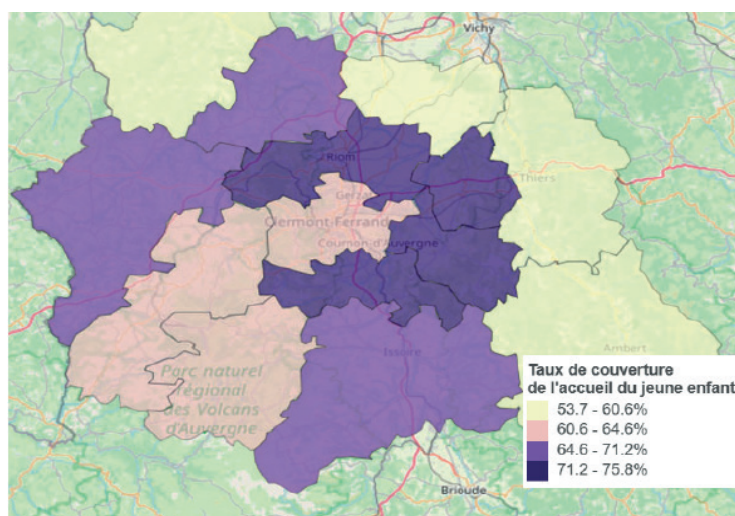 Vichy
Riom
Thiers
Gerzat
Clermont-Ferrand
Cournon-d'Auvergne
Issoire
Ambert
Parc naturel
régional
des Volcans
d'Auvergne
Brioude
Taux de couverture
de l'accueil du jeune enfant
53.7 - 60.6%
60.6 - 64.6%
64.6 - 71.2%
71.2 - 75.8%